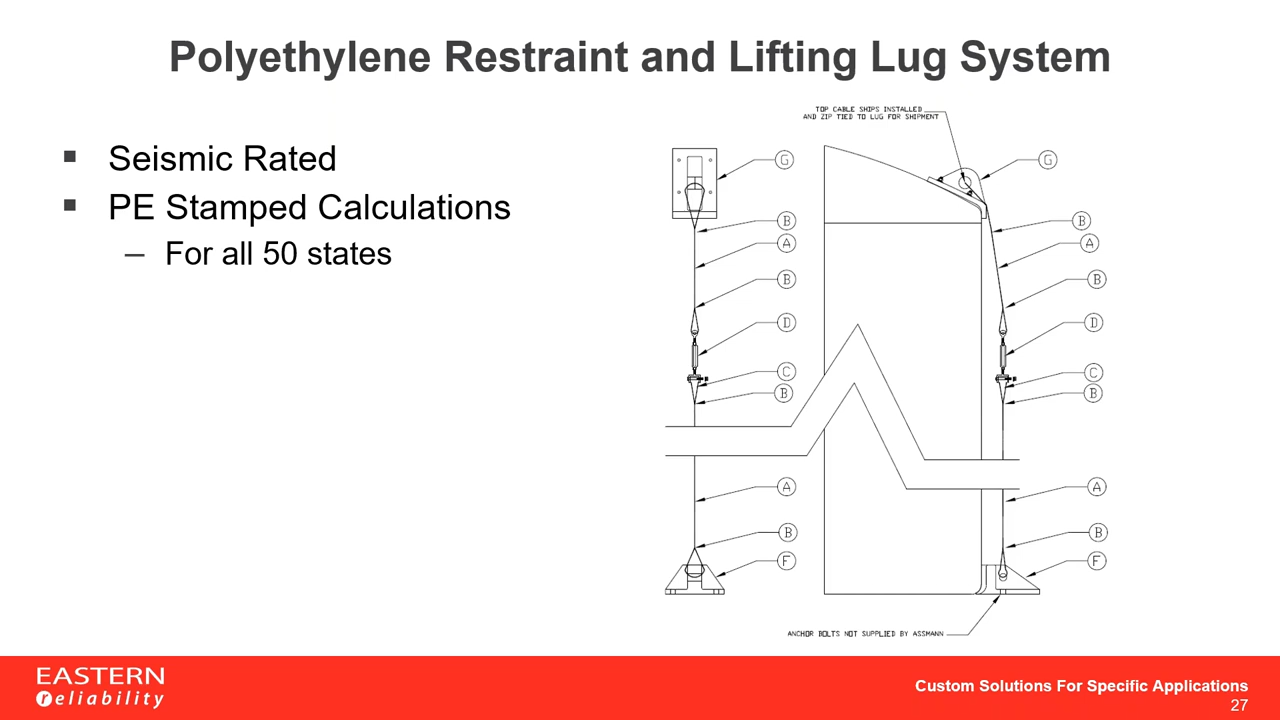 Polyethylene Restraint and Lifting Lug System
Seismic Rated
PE Stamped Calculations
– For all 50 states
TOP CABLE SHIPS INSTALLED
AND ZIP TIED TO LUG FOR SHIPMENT
G
B
A
B
D
C
B
A
B
F
G
B
A
B
D
C
B
A
B
F
ANCHOR BOLTS NOT SUPPLIED BY ASSMANN
EASTERN
reliability
Custom Solutions For Specific Applications
27